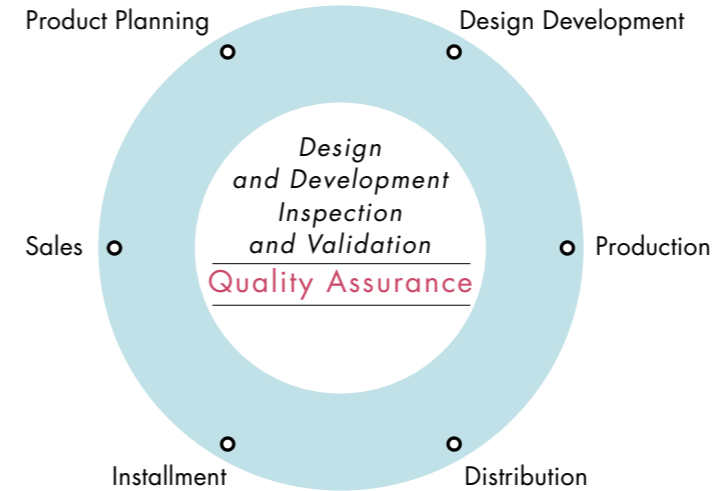 Product Planning
Design Development
Design
and Development
Inspection
and Validation
Sales
Production
Quality Assurance
Installment
Distribution